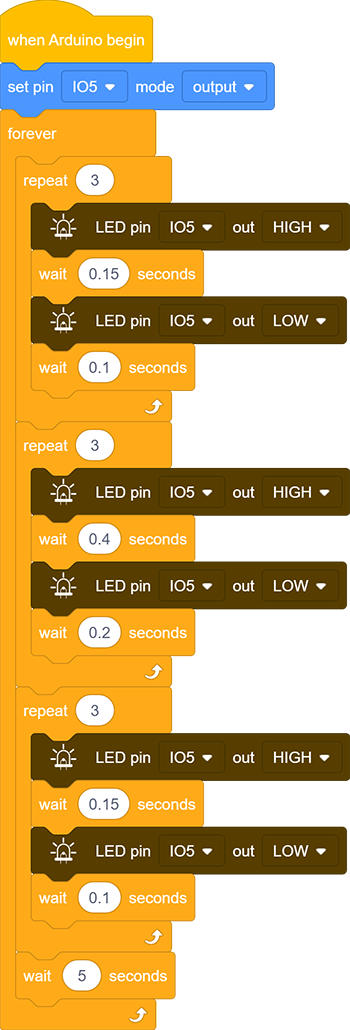 when Arduino begin
set pin IO5 mode output
forever
repeat 3
LED pin IO5 out HIGH
wait 0.15 seconds
LED pin IO5 out LOW
wait 0.1 seconds
repeat 3
LED pin IO5 out HIGH
wait 0.4 seconds
LED pin IO5 out LOW
wait 0.2 seconds
repeat 3
LED pin IO5 out HIGH
wait 0.15 seconds
LED pin IO5 out LOW
wait 0.1 seconds
wait 5 seconds